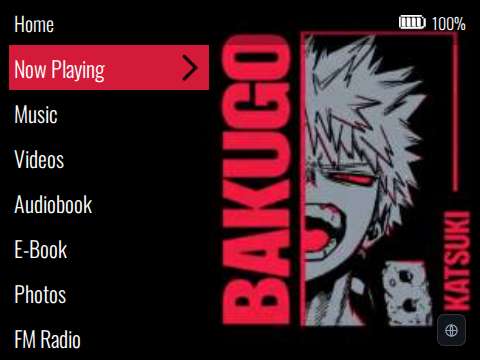 Home
100%
Now Playing
Music
Videos
Audiobook
E-Book
Photos
FM Radio
BAKUGO
KATSUKI